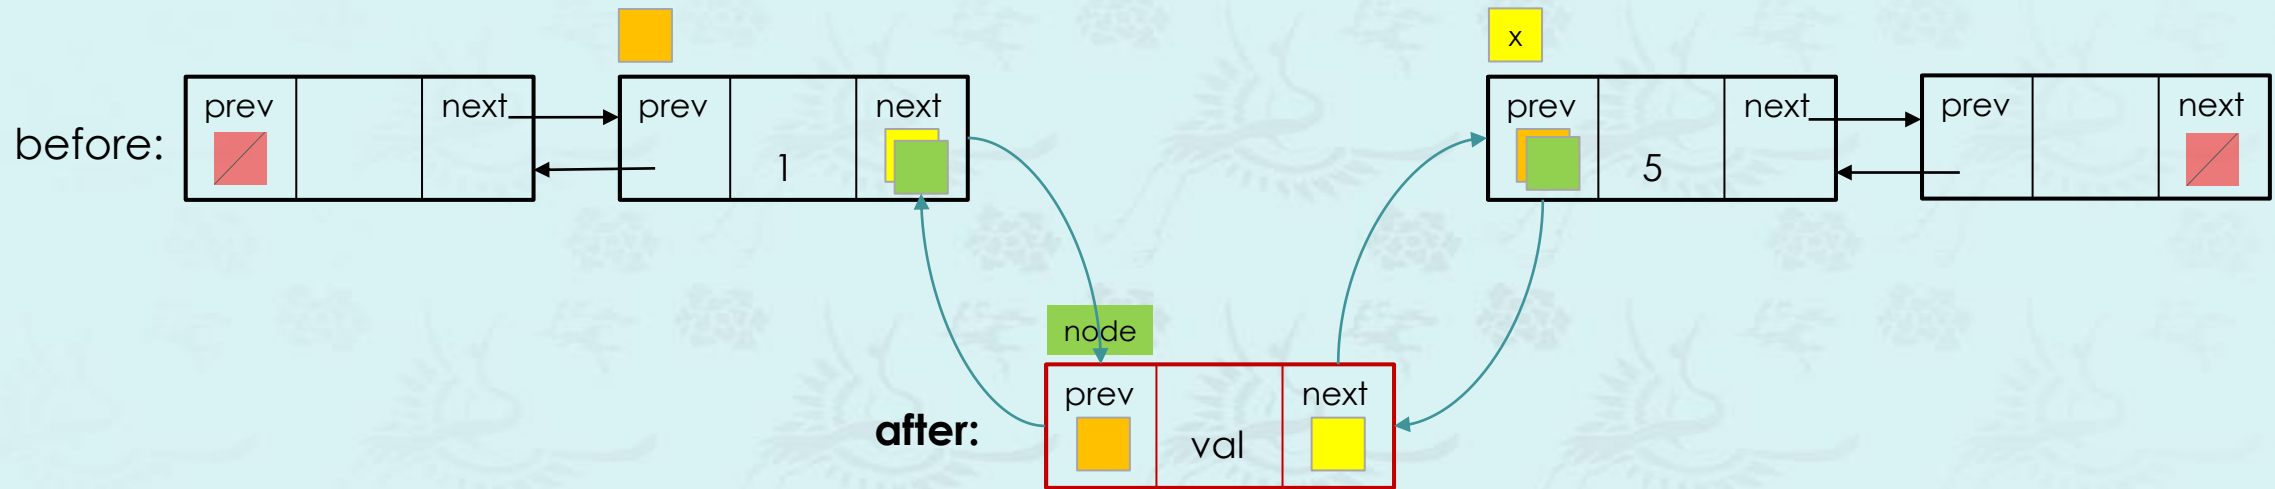 x
prev next prev next prev next prev next
before:
1 5
node
prev next
after:
val